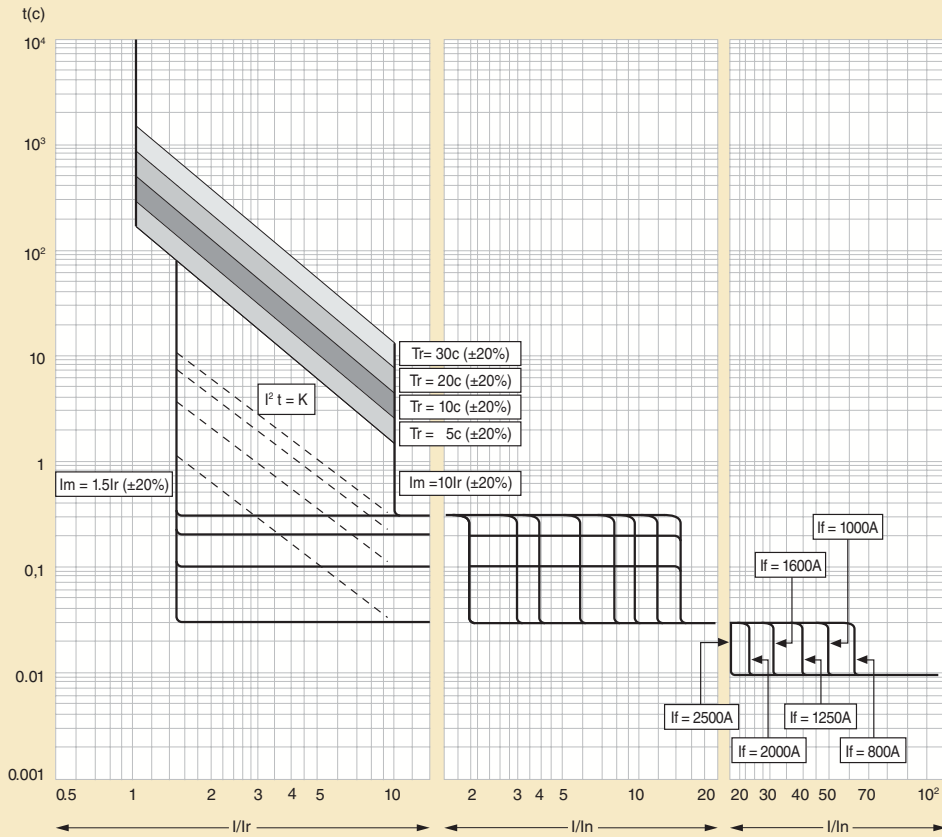 t(c)
10⁴
10³
10²
10
1
0,1
0.01
0.001
Tr= 30c (±20%)
Tr= 20c (±20%)
Tr= 10c (±20%)
Tr= 5c (±20%)
I² t = K
Im = 1.5Ir (±20%)
Im =10Ir (±20%)
If = 1000A
If = 1600A
If = 2500A
If = 1250A
If = 2000A
If = 800A
0.5 1 2 3 4 5 10
2 3 4 5 10 20
20 30 40 50 70 10²
I/Ir
I/In
I/In